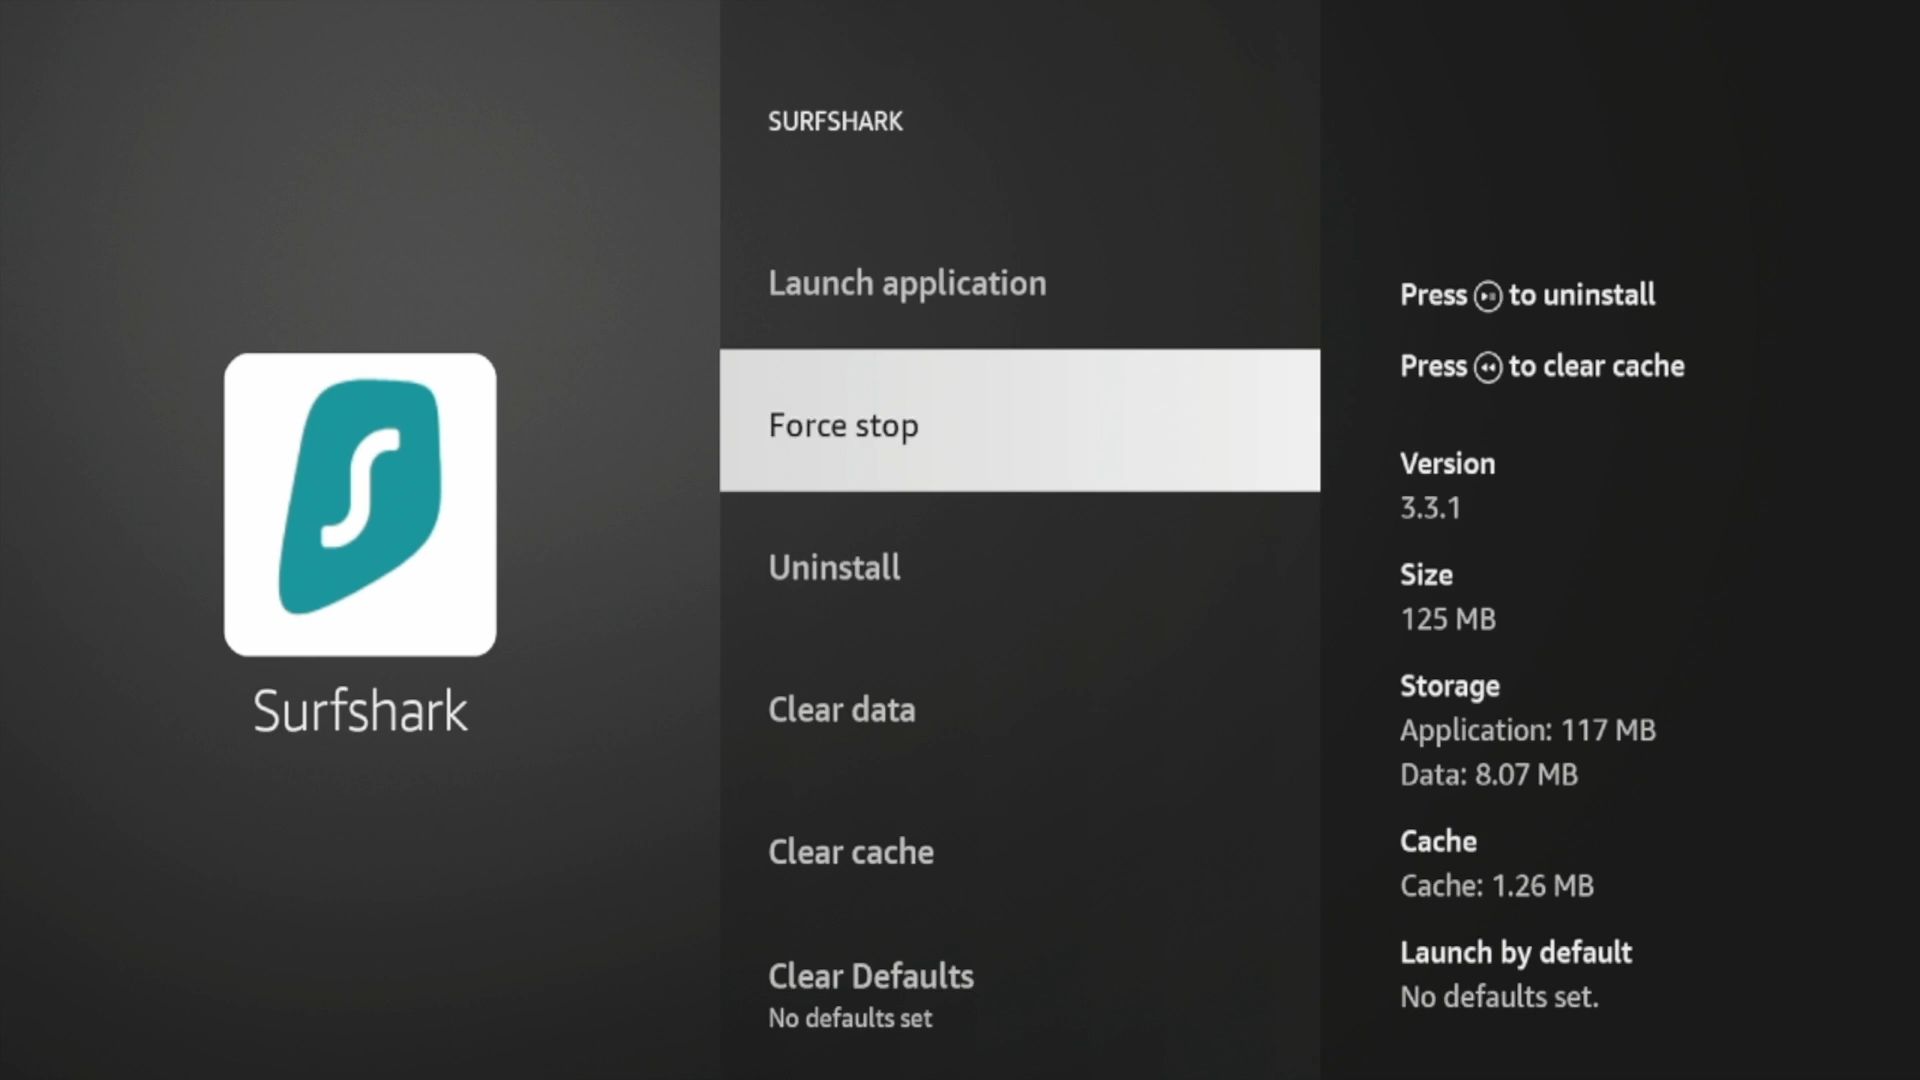 Surfshark
SURFSHARK
Launch application
Force stop
Uninstall
Clear data
Clear cache
Clear Defaults
No defaults set
Press to uninstall
Press to clear cache
Version
3.3.1
Size
125 MB
Storage
Application: 117 MB
Data: 8.07 MB
Cache
Cache: 1.26 MB
Launch by default
No defaults set.